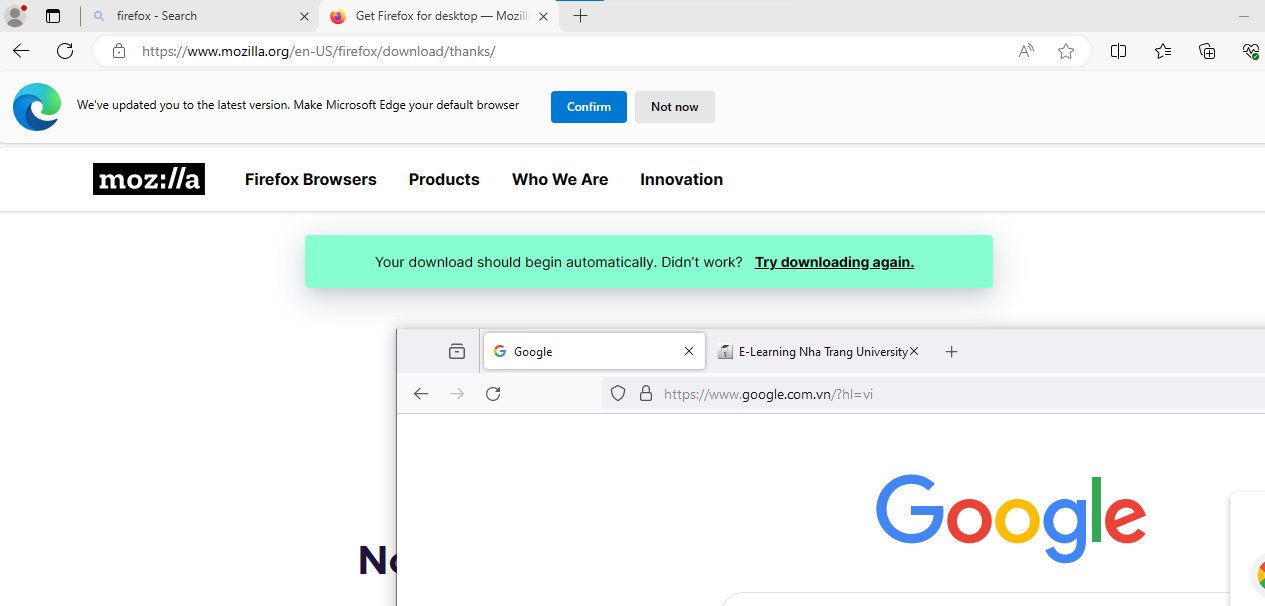 firefox - Search
Get Firefox for desktop — Mozill
https://www.mozilla.org/en-US/firefox/download/thanks/
We've updated you to the latest version. Make Microsoft Edge your default browser
Confirm
Not now
moz://a
Firefox Browsers
Products
Who We Are
Innovation
Your download should begin automatically. Didn’t work? Try downloading again.
Google
E-Learning Nha Trang University
https://www.google.com.vn/?hl=vi
Google
No